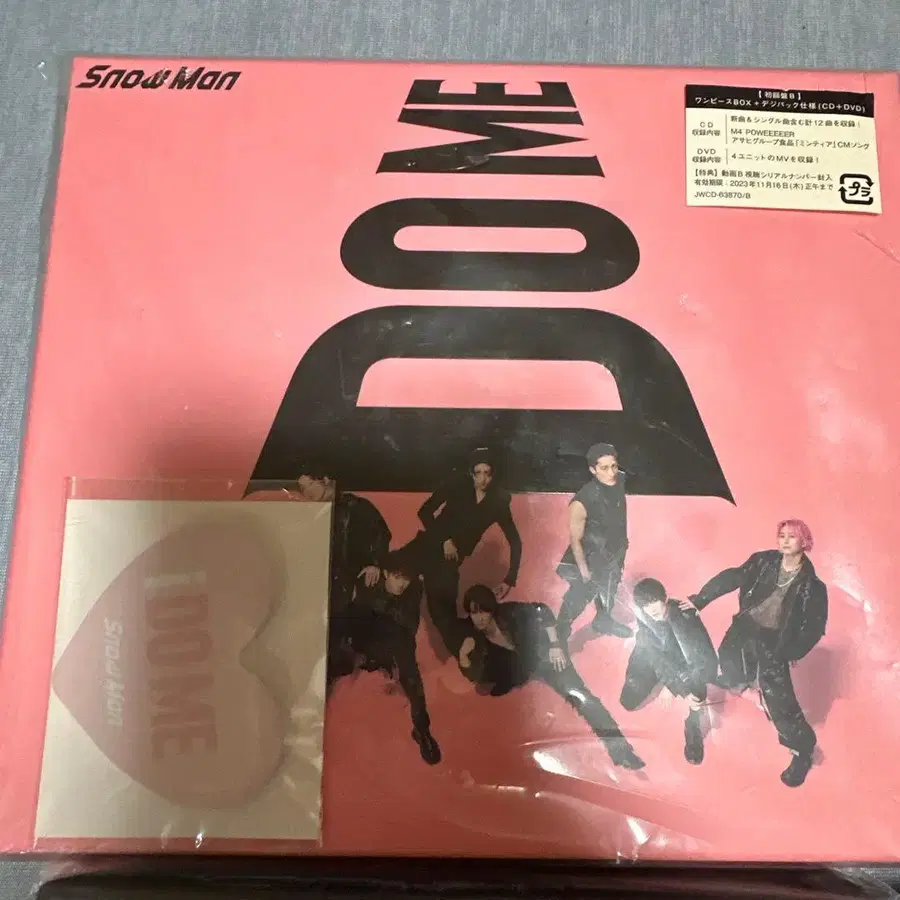 Snow Man
DOME
【 初回盤B 】
ワンピースBOX + デジパック仕様 (CD+DVD)
CD
収録内容
新曲&シングル曲含む計12曲を収録!
M4 POWEEEEER
アサヒグループ食品「ミンティア」CMソング
DVD
収録内容
4ユニットのMVを収録!
【特典】動画B 視聴シリアルナンバー封入
有効期限:2023年11月16日(木)正午まで
JWCD-63870/B
プラ
I DO ME
Snow Man